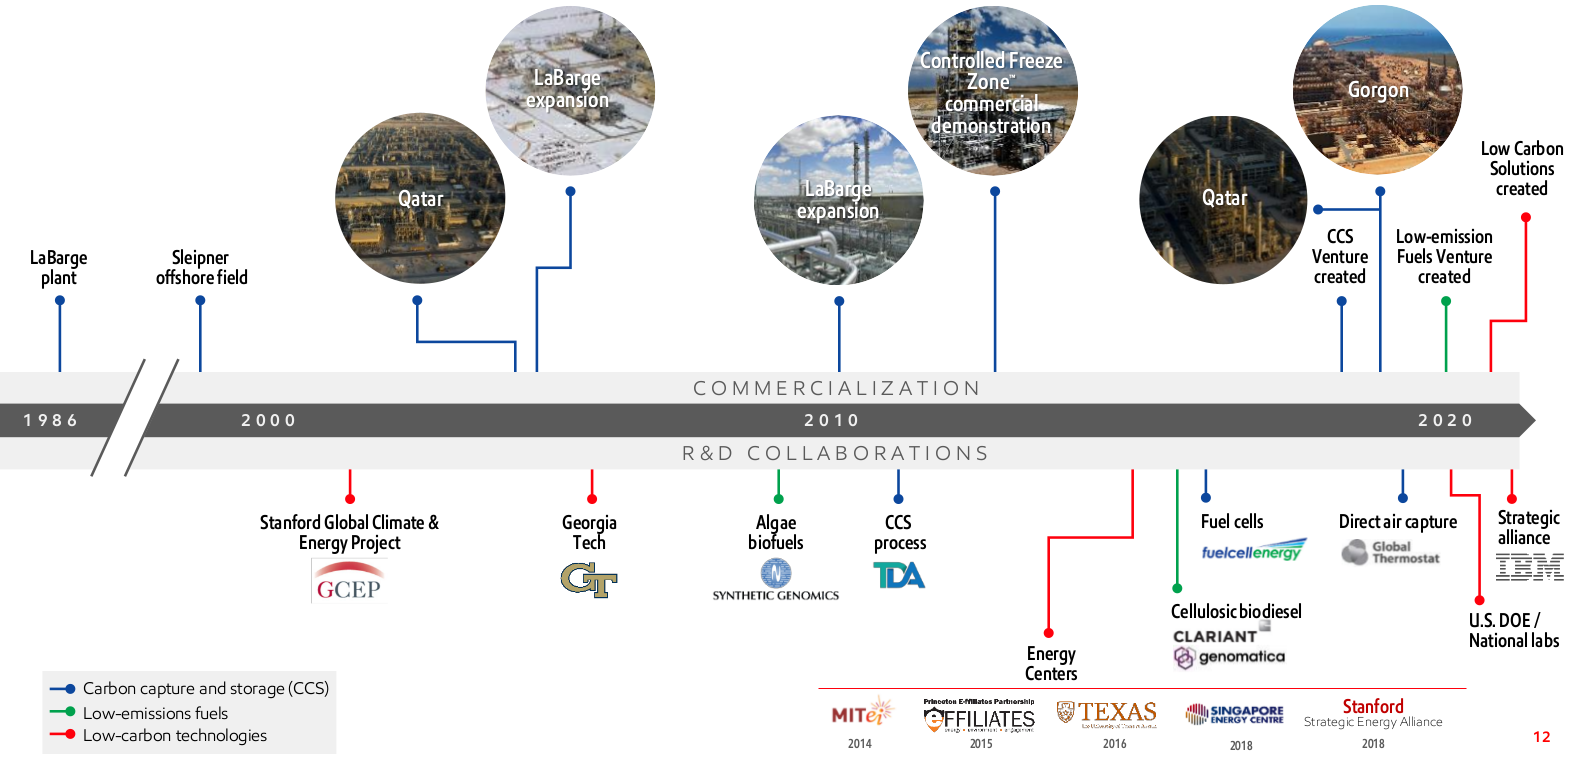 LaBarge
expansion
Controlled Freeze
Zone™
commercial
demonstration
Gorgon
Qatar
LaBarge
expansion
Qatar
Low Carbon
Solutions
created
LaBarge
plant
Sleipner
offshore field
CCS
Venture
created
Low-emission
Fuels Venture
created
COMMERCIALIZATION
1986
2000
2010
2020
R&D COLLABORATIONS
Stanford Global Climate &
Energy Project
GCEP
Georgia
Tech
GT
Algae
biofuels
SYNTHETIC GENOMICS
CCS
process
TDA
Energy
Centers
Fuel cells
fuelcellenergy
Cellulosic biodiesel
CLARIANT
genomatica
Direct air capture
Global
Thermostat
Strategic
alliance
IBM
U.S. DOE /
National labs
Carbon capture and storage (CCS)
Low-emissions fuels
Low-carbon technologies
MITei
2014
Princeton E-ffiliates Partnership
eFFILIATES
energy • environment • engagement
2015
TEXAS
2016
SINGAPORE
ENERGY CENTRE
2018
Stanford
Strategic Energy Alliance
2018
12